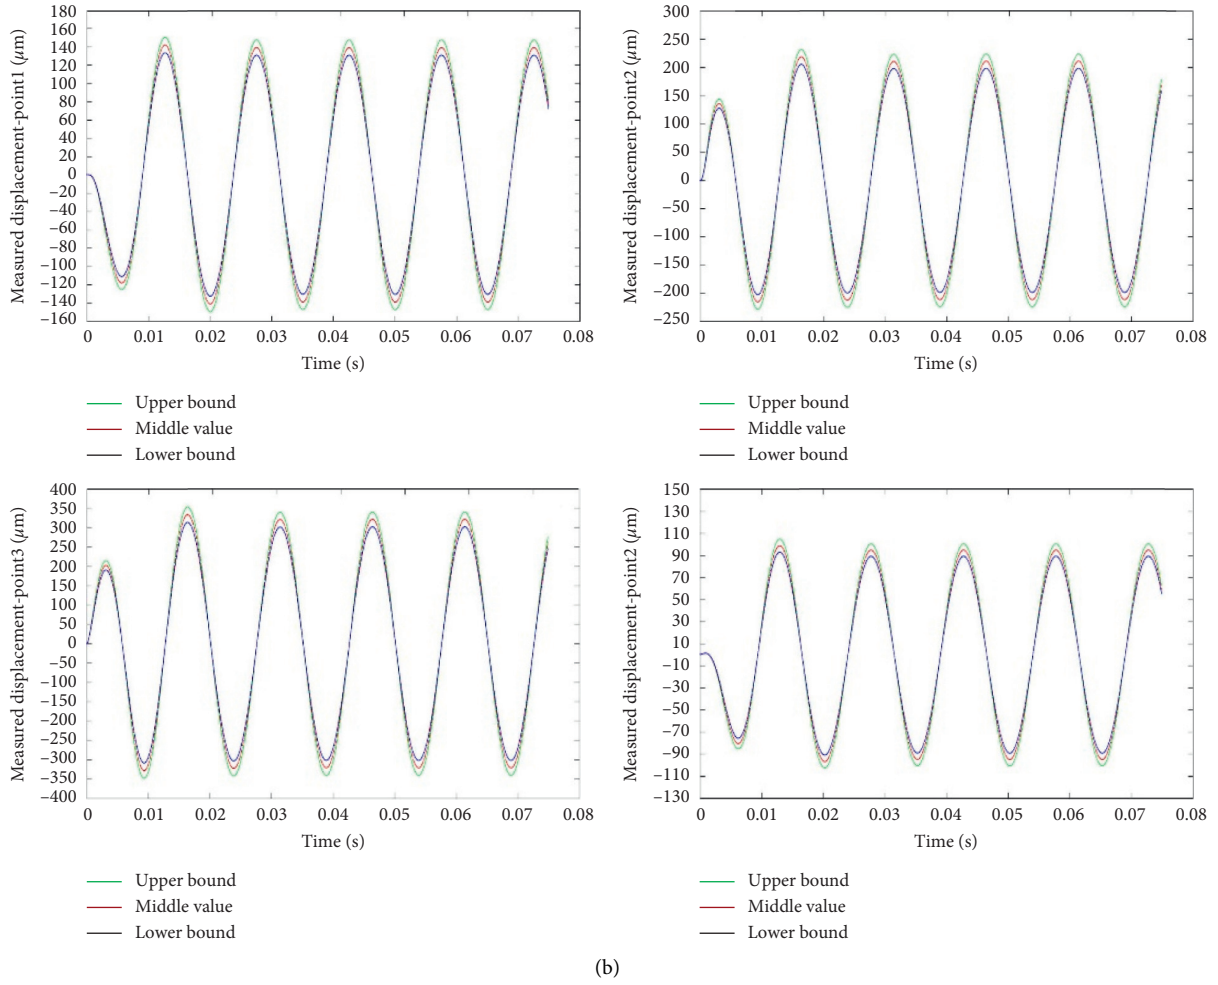 Measured displacement-point1 (μm)
180
160
140
120
100
80
60
40
20
0
−20
−40
−60
−80
−100
−120
−140
−160
0 0.01 0.02 0.03 0.04 0.05 0.06 0.07 0.08
Time (s)
Upper bound
Middle value
Lower bound
Measured displacement-point2 (μm)
300
250
200
150
100
50
0
−50
−100
−150
−200
−250
0 0.01 0.02 0.03 0.04 0.05 0.06 0.07 0.08
Time (s)
Upper bound
Middle value
Lower bound
Measured displacement-point3 (μm)
400
350
300
250
200
150
100
50
0
−50
−100
−150
−200
−250
−300
−350
−400
0 0.01 0.02 0.03 0.04 0.05 0.06 0.07 0.08
Time (s)
Upper bound
Middle value
Lower bound
Measured displacement-point2 (μm)
150
130
110
90
70
50
30
10
−10
−30
−50
−70
−90
−110
−130
0 0.01 0.02 0.03 0.04 0.05 0.06 0.07 0.08
Time (s)
Upper bound
Middle value
Lower bound
(b)